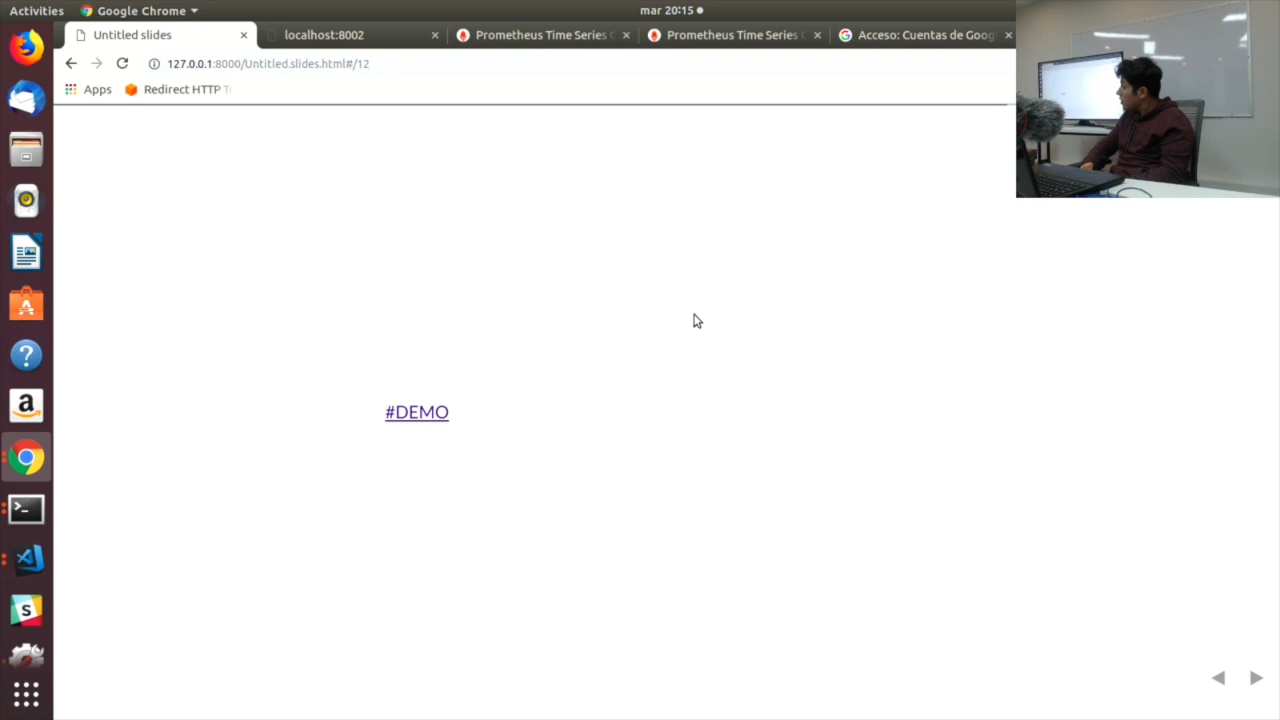 Activities
Google Chrome
mar 20:15
Untitled slides
localhost:8002
Prometheus Time Series
Prometheus Time Series
Acceso: Cuentas de Goog
127.0.0.1:8000/Untitled.slides.html#/12
Apps
Redirect HTTP
#DEMO